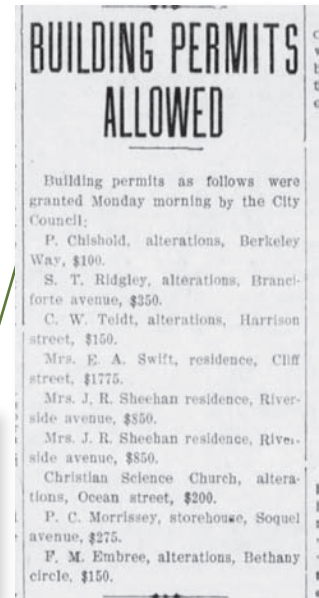 BUILDING PERMITS
ALLOWED
Building permits as follows were
granted Monday morning by the City
Council:
P. Chishold, alterations, Berkeley
Way, $100.
S. T. Ridgley, alterations, Branci-
forte avenue, $350.
C. W. Teidt, alterations, Harrison
street, $150.
Mrs. E. A. Swift, residence, Cliff
street, $1775.
Mrs. J. R. Sheehan residence, River-
side avenue, $850.
Mrs. J. R. Sheehan residence, River-
side avenue, $850.
Christian Science Church, altera-
tions, Ocean street, $200.
P. C. Morrissey, storehouse, Soquel
avenue, $275.
F. M. Embree, alterations, Bethany
circle, $150.